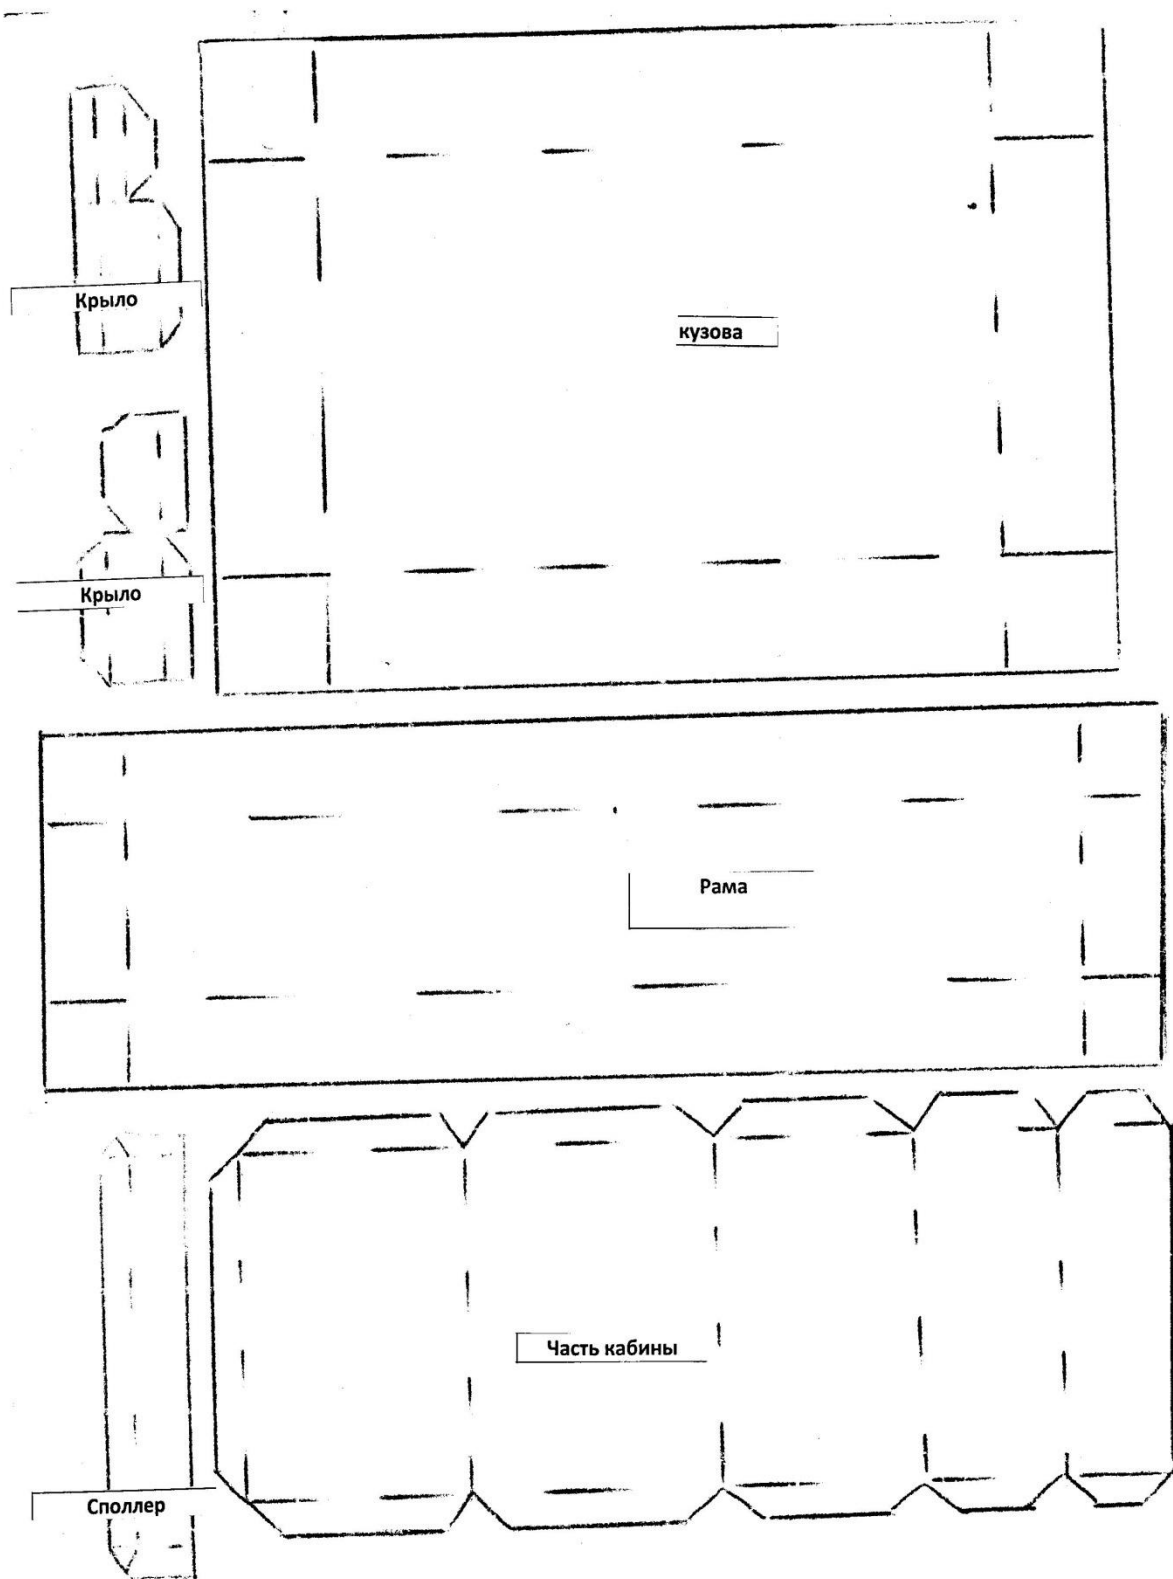 Крыло
кузова
Крыло
Рама
Часть кабины
Споллер